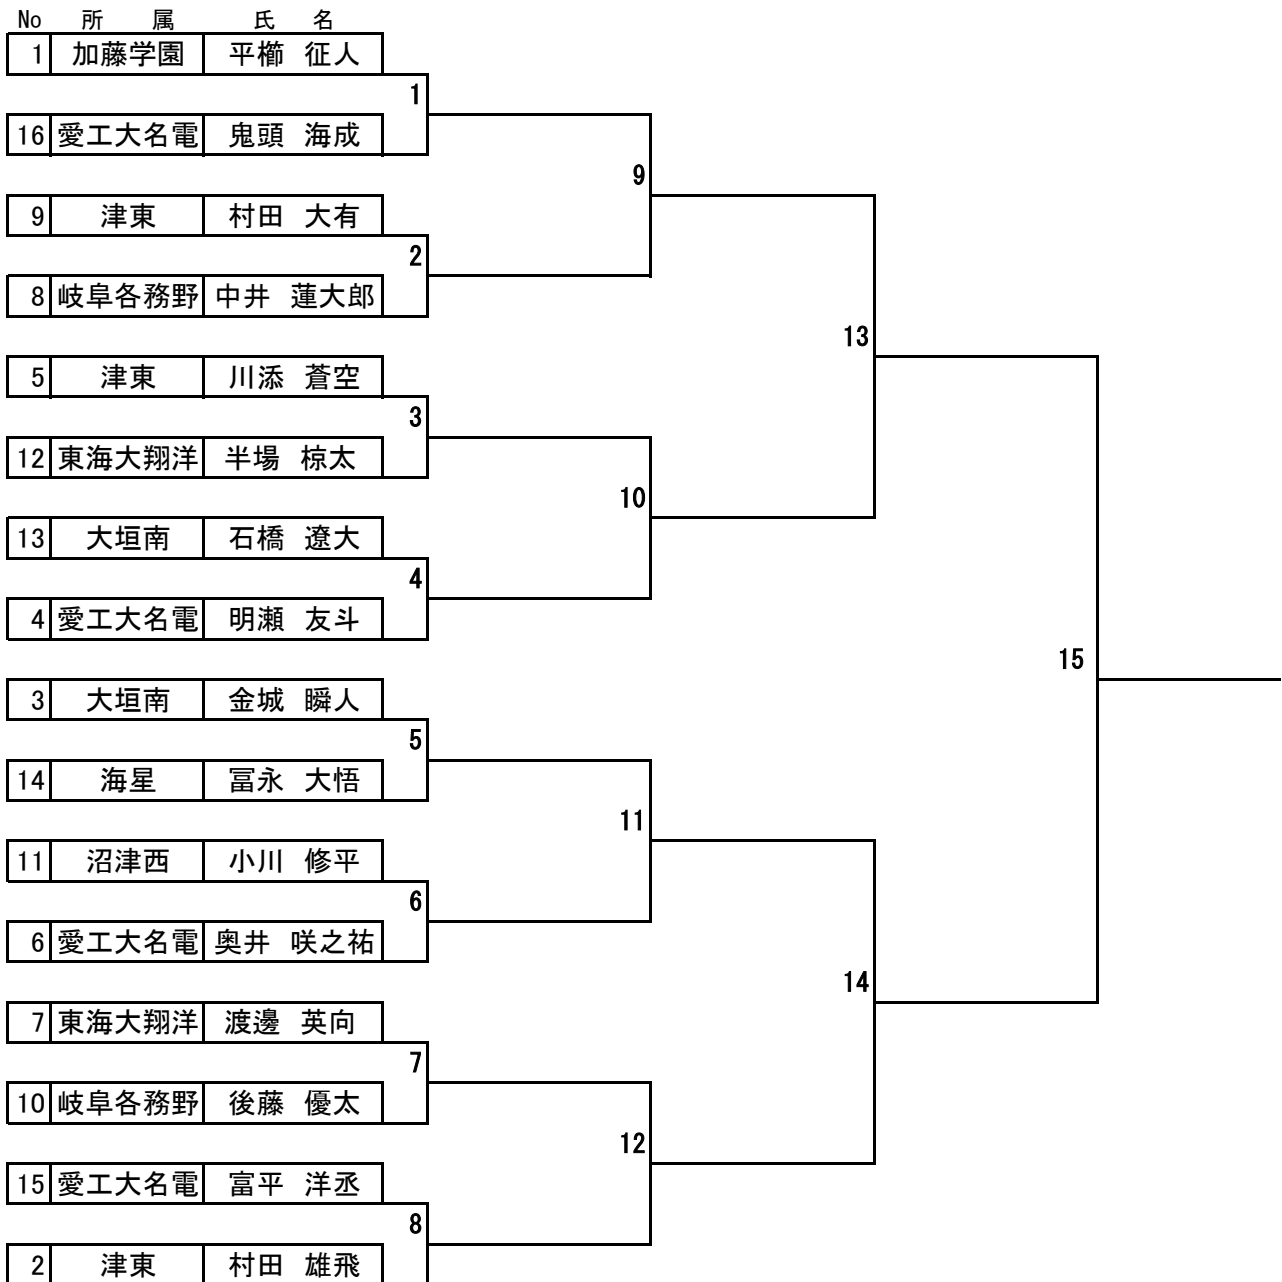 No 所 属 氏 名
1 加藤学園 平櫛 征人
1
16 愛工大名電 鬼頭 海成
9
9 津東 村田 大有
2
8 岐阜各務野 中井 蓮大郎
13
5 津東 川添 蒼空
3
12 東海大翔洋 半場 椋太
10
13 大垣南 石橋 遼大
4
4 愛工大名電 明瀬 友斗
15
3 大垣南 金城 瞬人
5
14 海星 冨永 大悟
11
11 沼津西 小川 修平
6
6 愛工大名電 奥井 咲之祐
14
7 東海大翔洋 渡邊 英向
7
10 岐阜各務野 後藤 優太
12
15 愛工大名電 富平 洋丞
8
2 津東 村田 雄飛